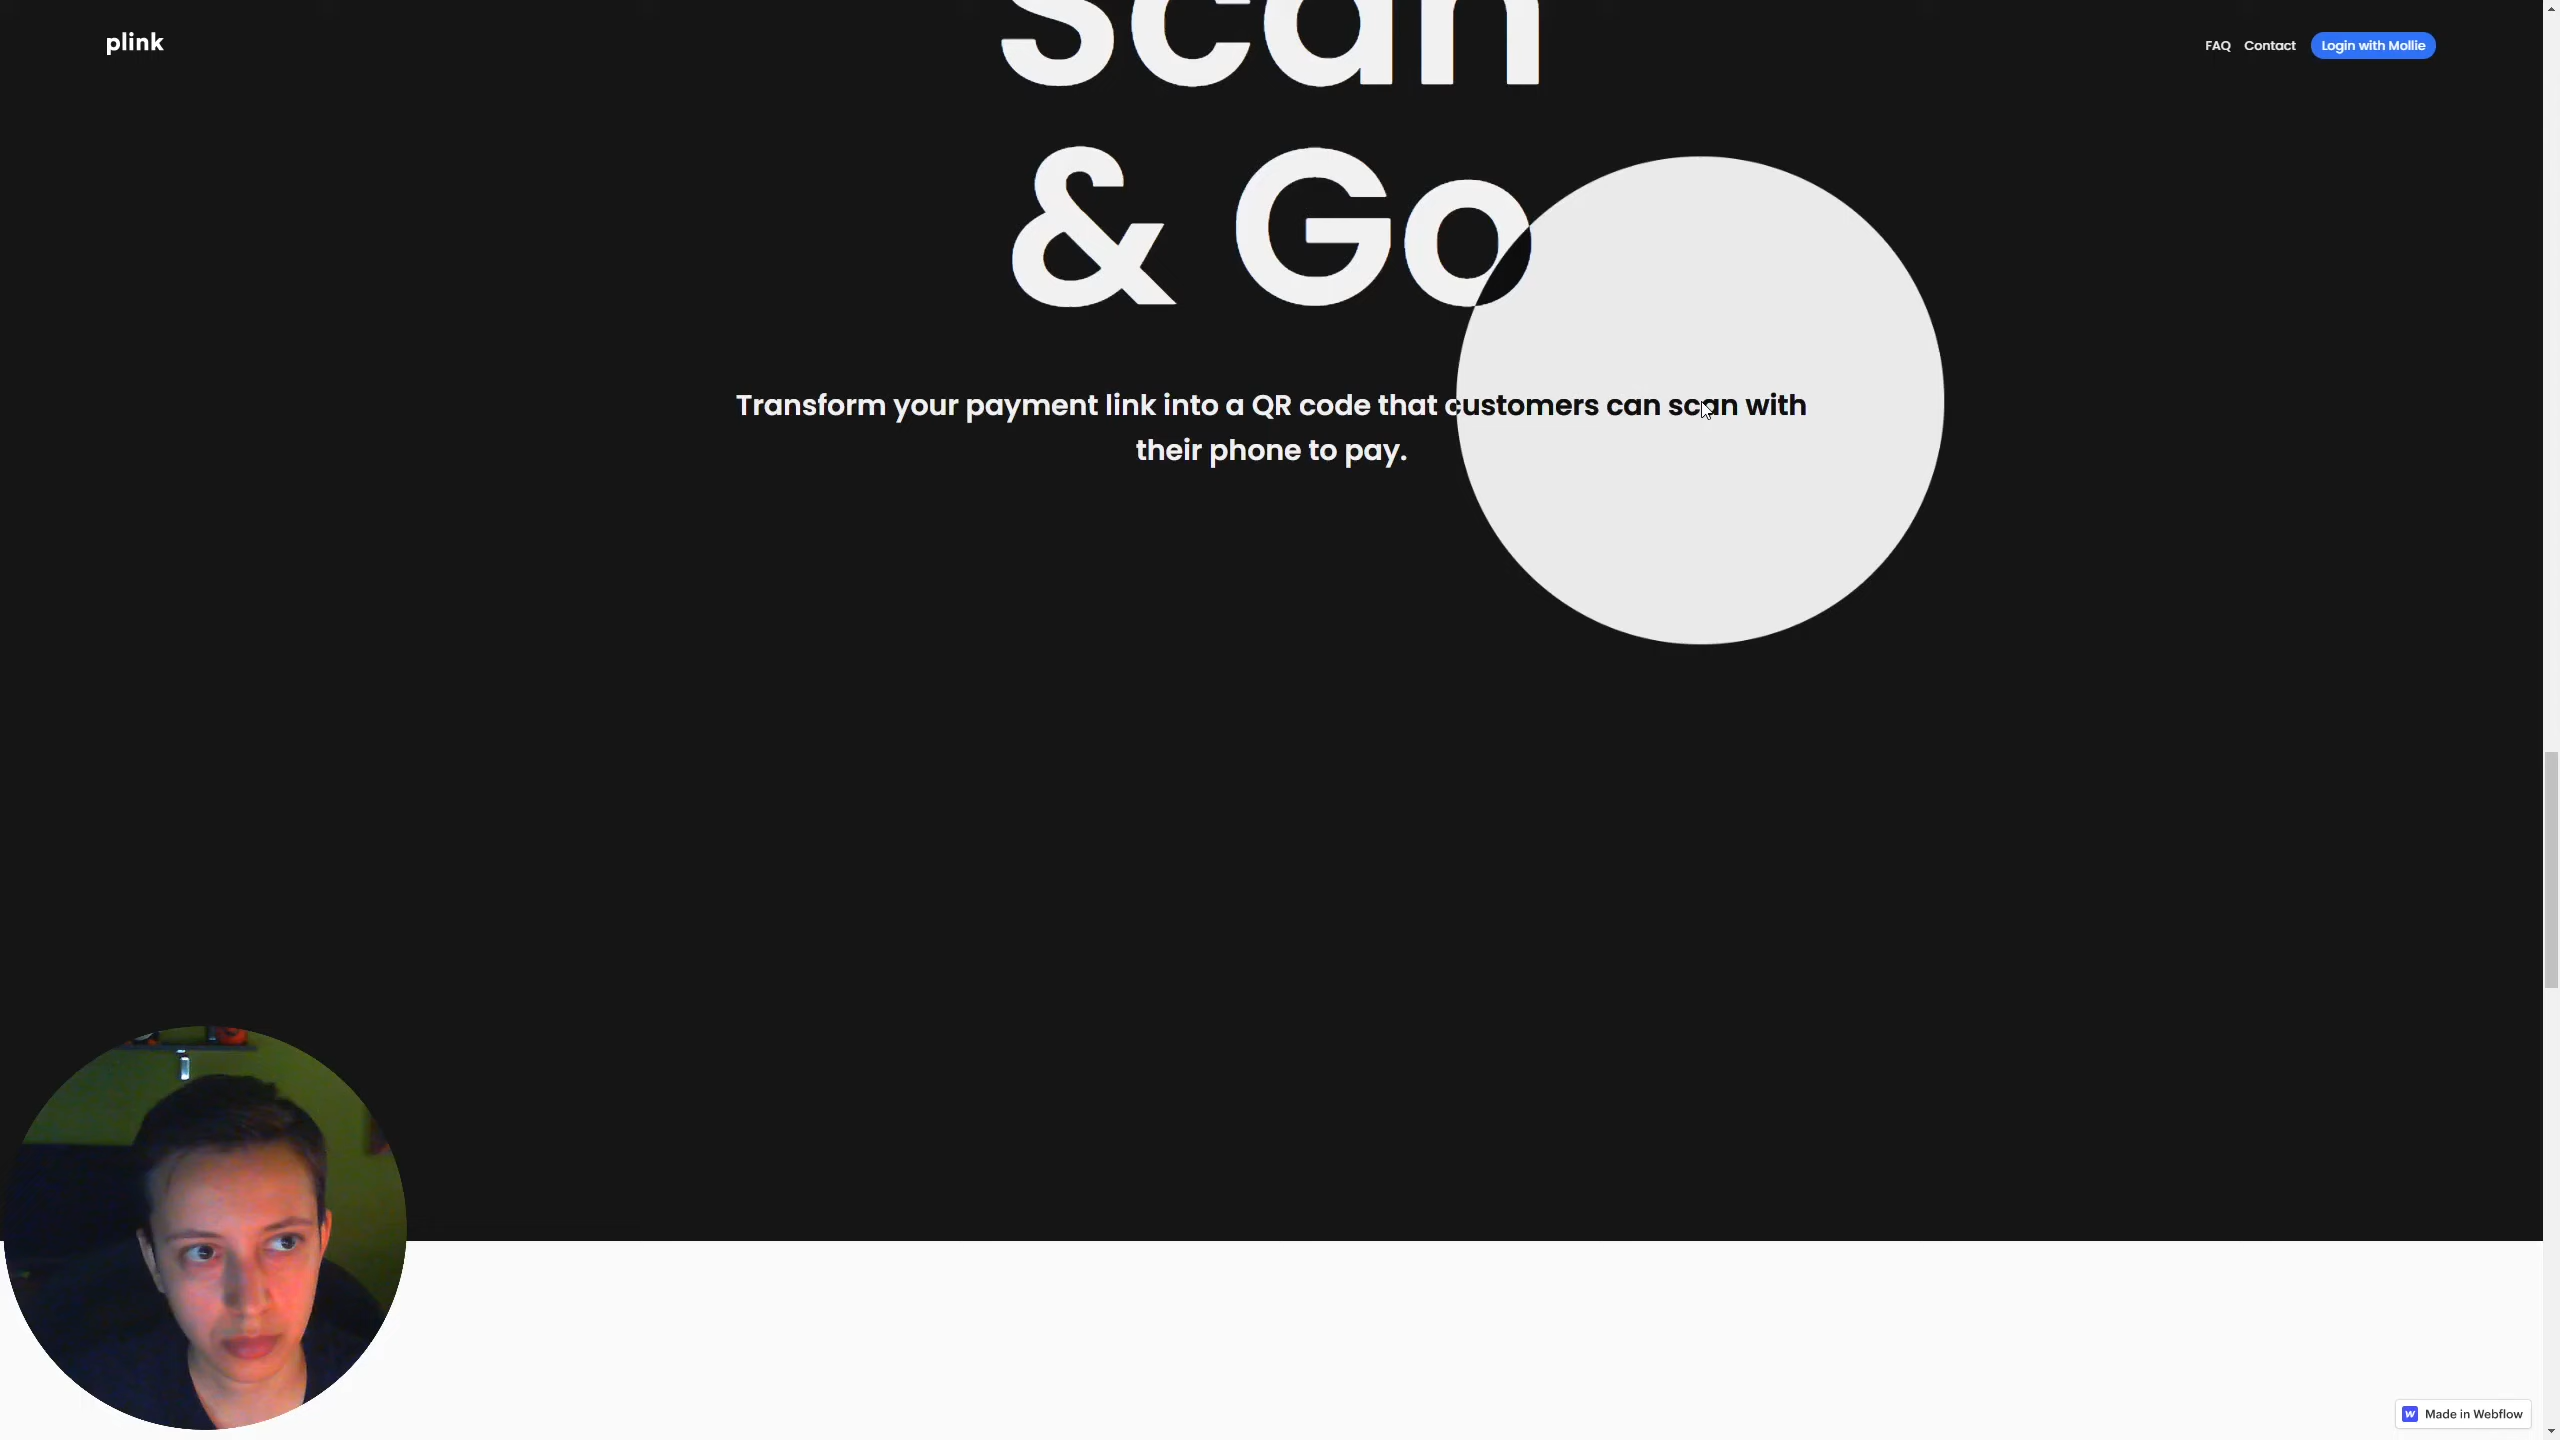 plink
FAQ
Contact
Login with Mollie
Scan
& Go
Transform your payment link into a QR code that customers can scan with
their phone to pay.
Made in Webflow